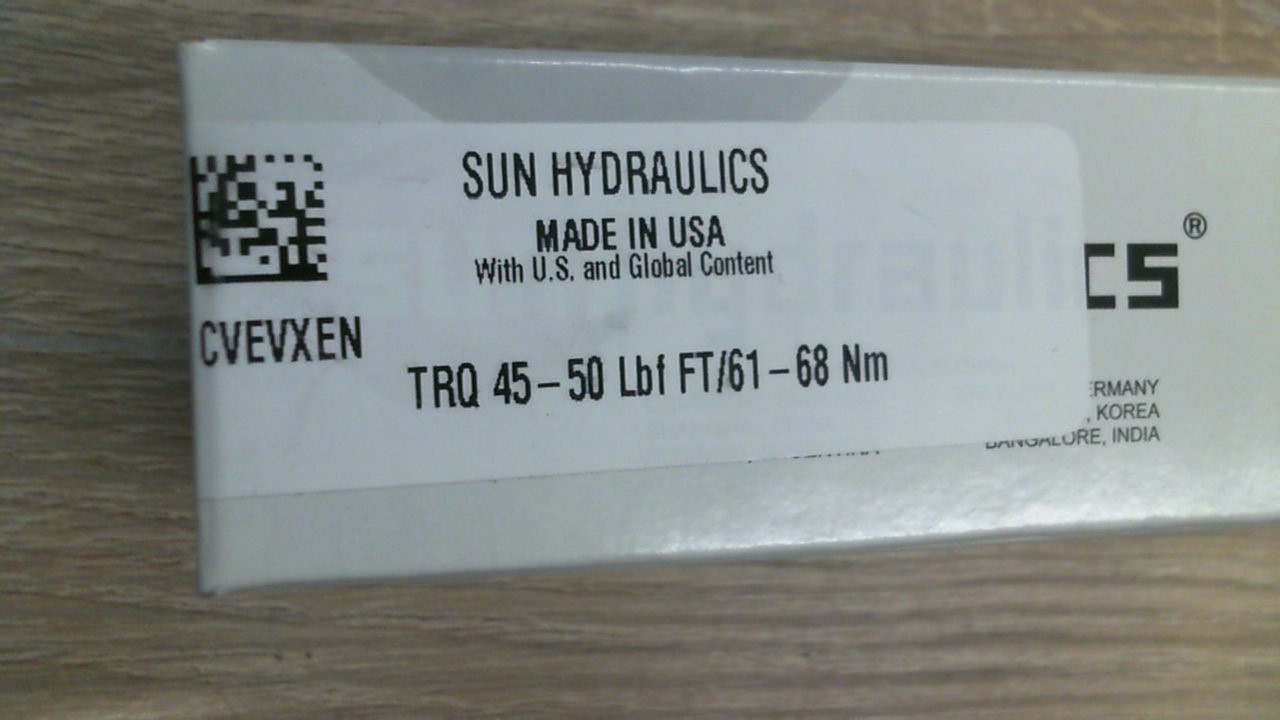 SUN HYDRAULICS
MADE IN USA
With U.S. and Global Content
CVEVXEN
TRQ 45-50 Lbf FT/61-68 Nm
CS®
ERMANY
, KOREA
BANGALORE, INDIA